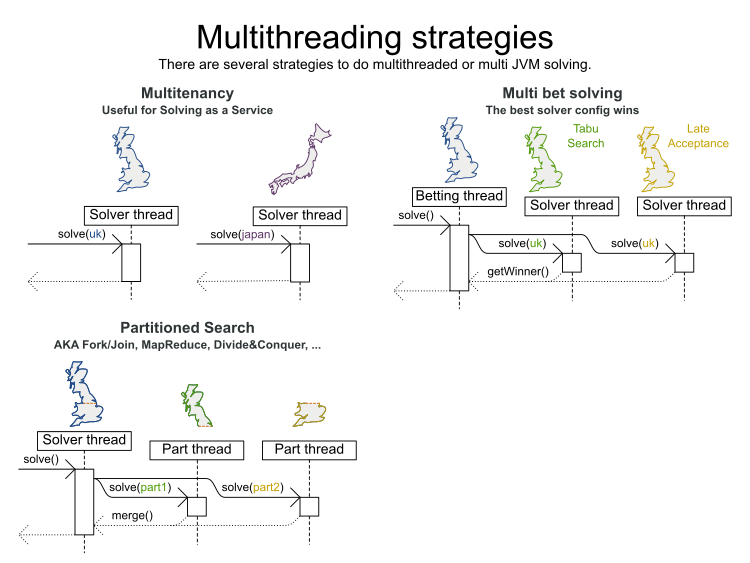 Multithreading strategies
There are several strategies to do multithreaded or multi JVM solving.
Multitenancy
Useful for Solving as a Service
Solver thread
Solver thread
solve(uk)
solve(japan)
Multi bet solving
The best solver config wins
Tabu
Search
Late
Acceptance
Betting thread
Solver thread
Solver thread
solve()
solve(uk)
solve(uk)
getWinner()
Partitioned Search
AKA Fork/Join, MapReduce, Divide&Conquer, ...
Solver thread
Part thread
Part thread
solve()
solve(part1)
solve(part2)
merge()